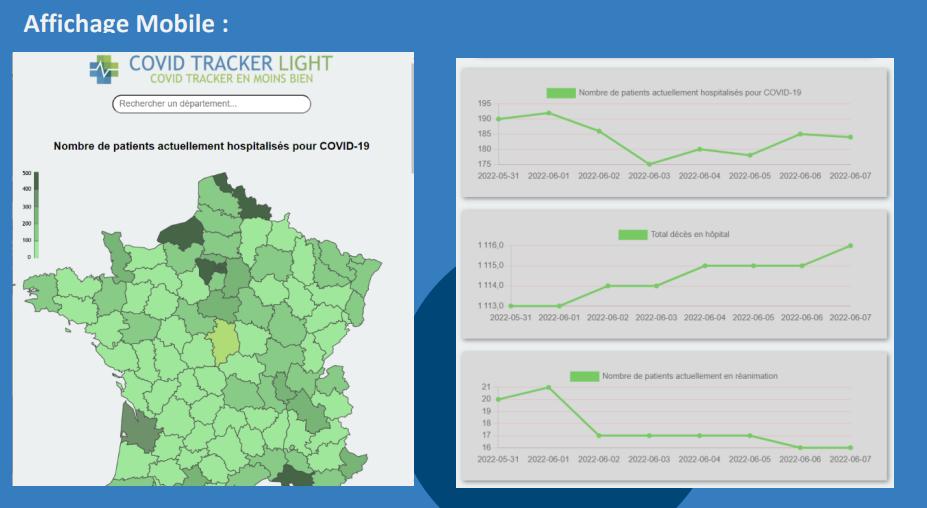 Affichage Mobile :
COVID TRACKER LIGHT
COVID TRACKER EN MOINS BIEN
Rechercher un département...
Nombre de patients actuellement hospitalisés pour COVID-19
500
400
300
200
100
0
Nombre de patients actuellement hospitalisés pour COVID-19
195
190
185
180
175
2022-05-31 2022-06-01 2022-06-02 2022-06-03 2022-06-04 2022-06-05 2022-06-06 2022-06-07
Total décès en hôpital
1 116,0
1 115,0
1 114,0
1 113,0
2022-05-31 2022-06-01 2022-06-02 2022-06-03 2022-06-04 2022-06-05 2022-06-06 2022-06-07
Nombre de patients actuellement en réanimation
21
20
19
18
17
16
2022-05-31 2022-06-01 2022-06-02 2022-06-03 2022-06-04 2022-06-05 2022-06-06 2022-06-07